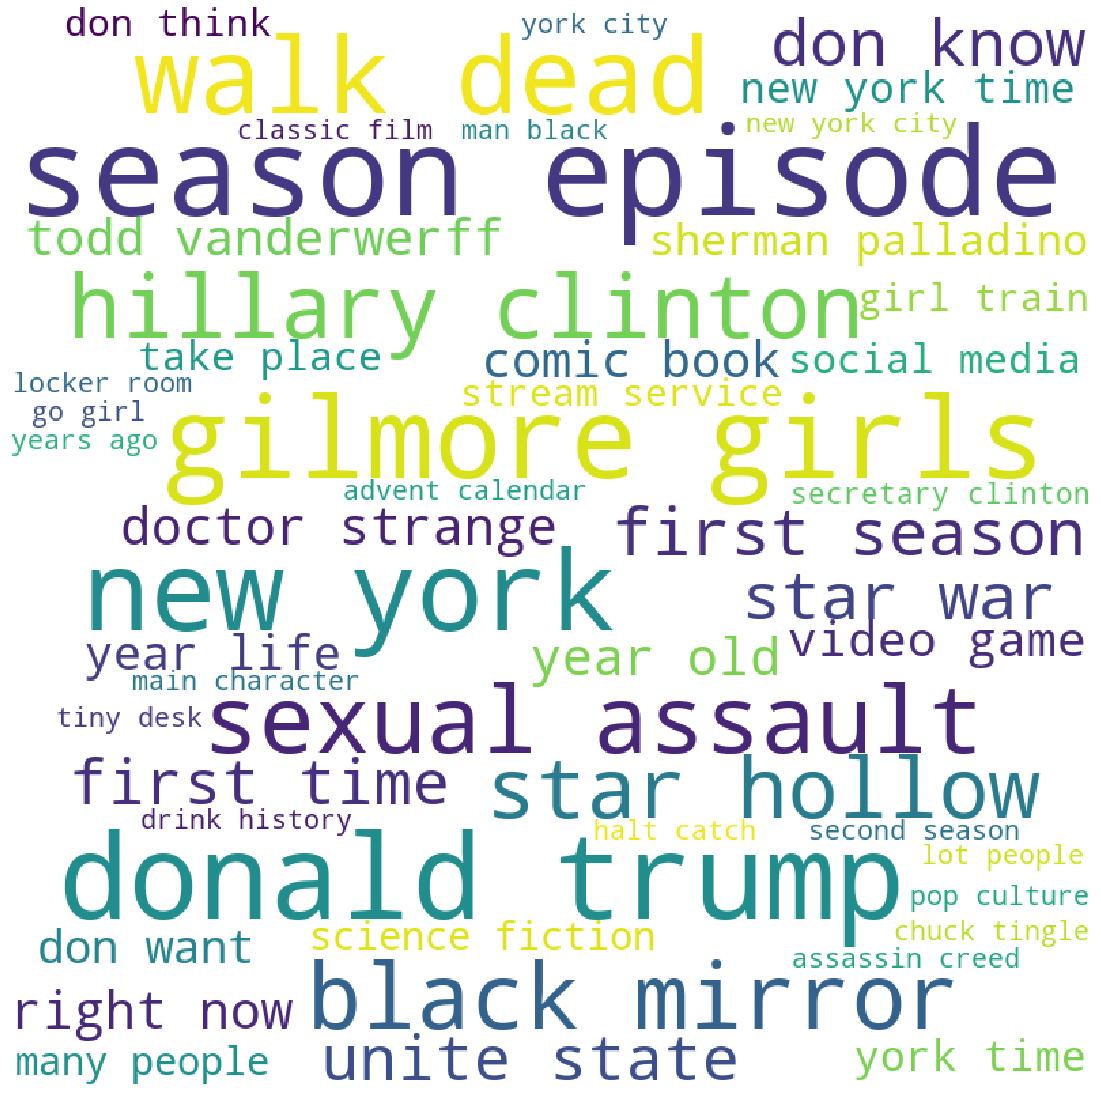 don think
york city
walk dead
don know
new york time
classic film
man black
new york city
season episode
todd vanderwerff
sherman palladino
hillary clinton
girl train
take place
comic book
social media
locker room
stream service
go girl
gilmore girls
years ago
advent calendar
secretary clinton
doctor strange
first season
new york
star war
year life
year old
video game
main character
sexual assault
tiny desk
first time
star hollow
drink history
halt catch
second season
donald trump
lot people
pop culture
chuck tingle
don want
science fiction
assassin creed
black mirror
right now
unite state
many people
york time